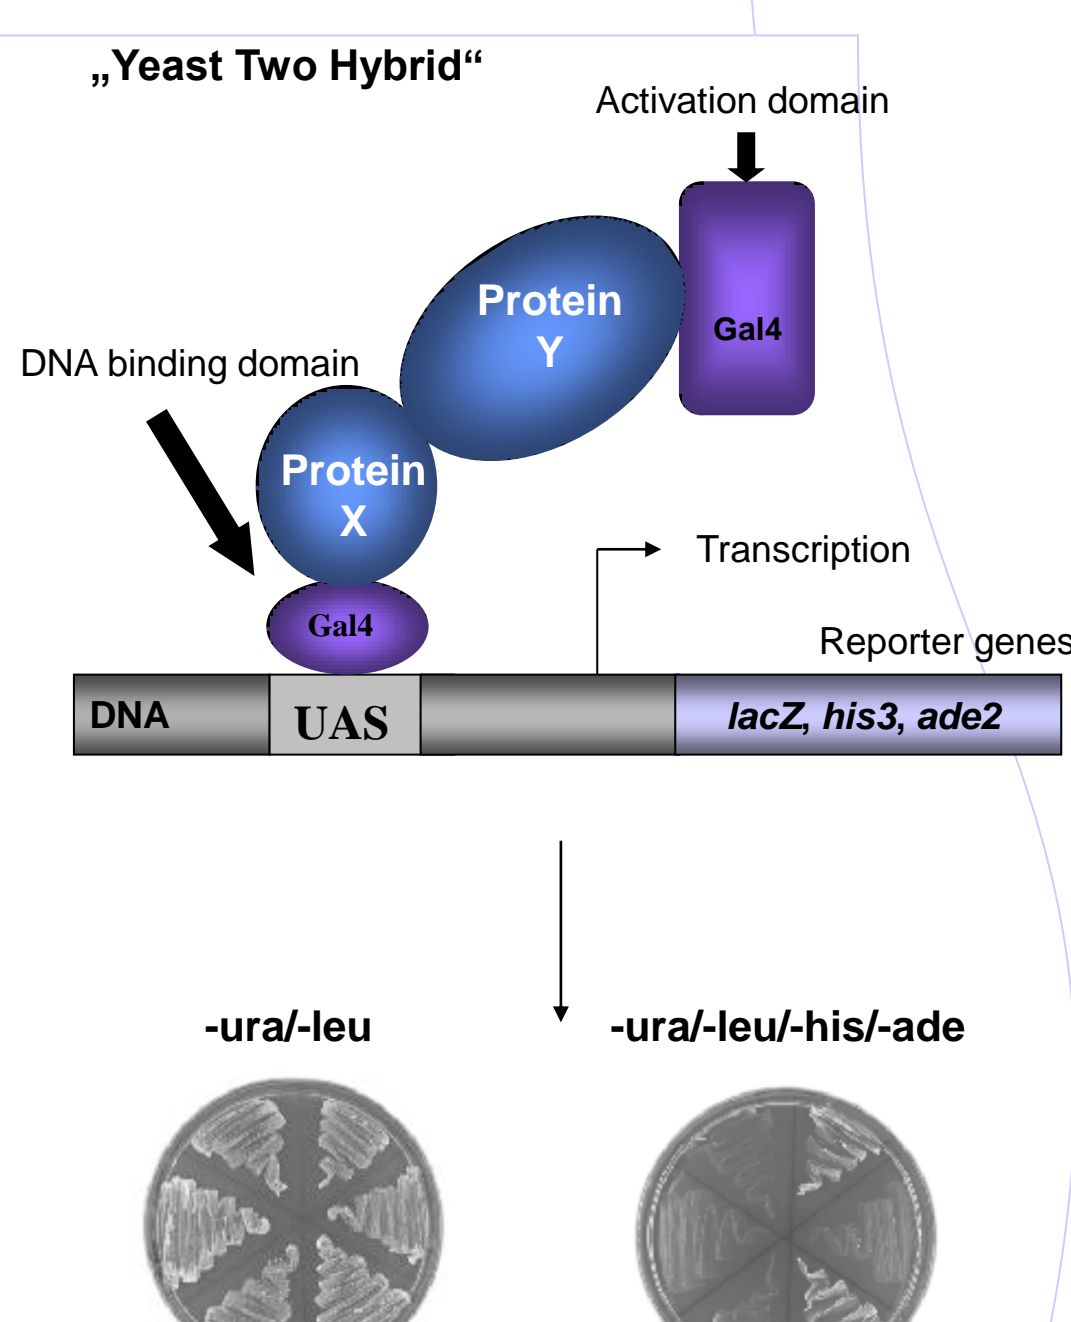 „Yeast Two Hybrid“
Activation domain
Protein
Y
Gal4
DNA binding domain
Protein
X
Transcription
Gal4
Reporter genes
DNA
UAS
lacZ, his3, ade2
-ura/-leu
-ura/-leu/-his/-ade